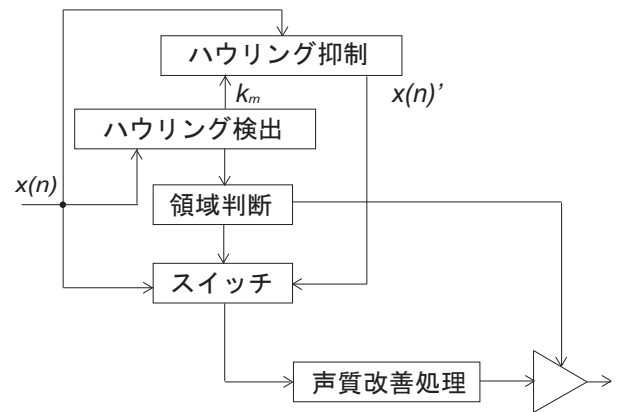 ハウリング抑制
kₘ
x(n)’
ハウリング検出
x(n)
領域判断
スイッチ
声質改善処理